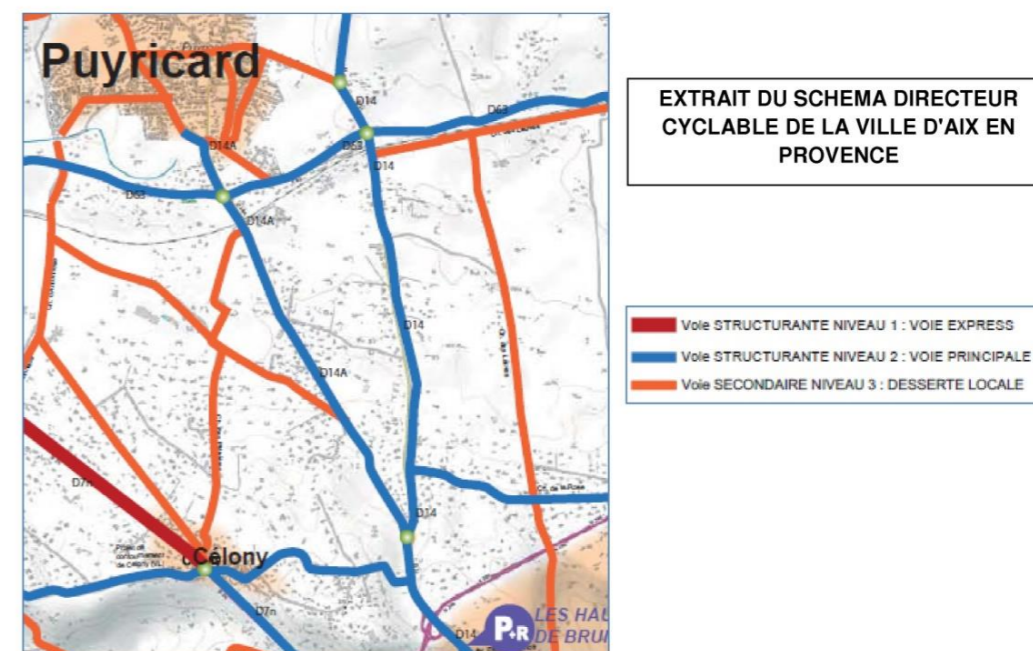 Puyricard
D14
D63
D63
D14A
D14
D63
D14A
D14
D14A
D7n
D14
Célony
D7n
D14
P+R
LES HAU
DE BRUI
EXTRAIT DU SCHEMA DIRECTEUR
CYCLABLE DE LA VILLE D'AIX EN
PROVENCE
Voie STRUCTURANTE NIVEAU 1 : VOIE EXPRESS
Voie STRUCTURANTE NIVEAU 2 : VOIE PRINCIPALE
Voie SECONDAIRE NIVEAU 3 : DESSERTE LOCALE